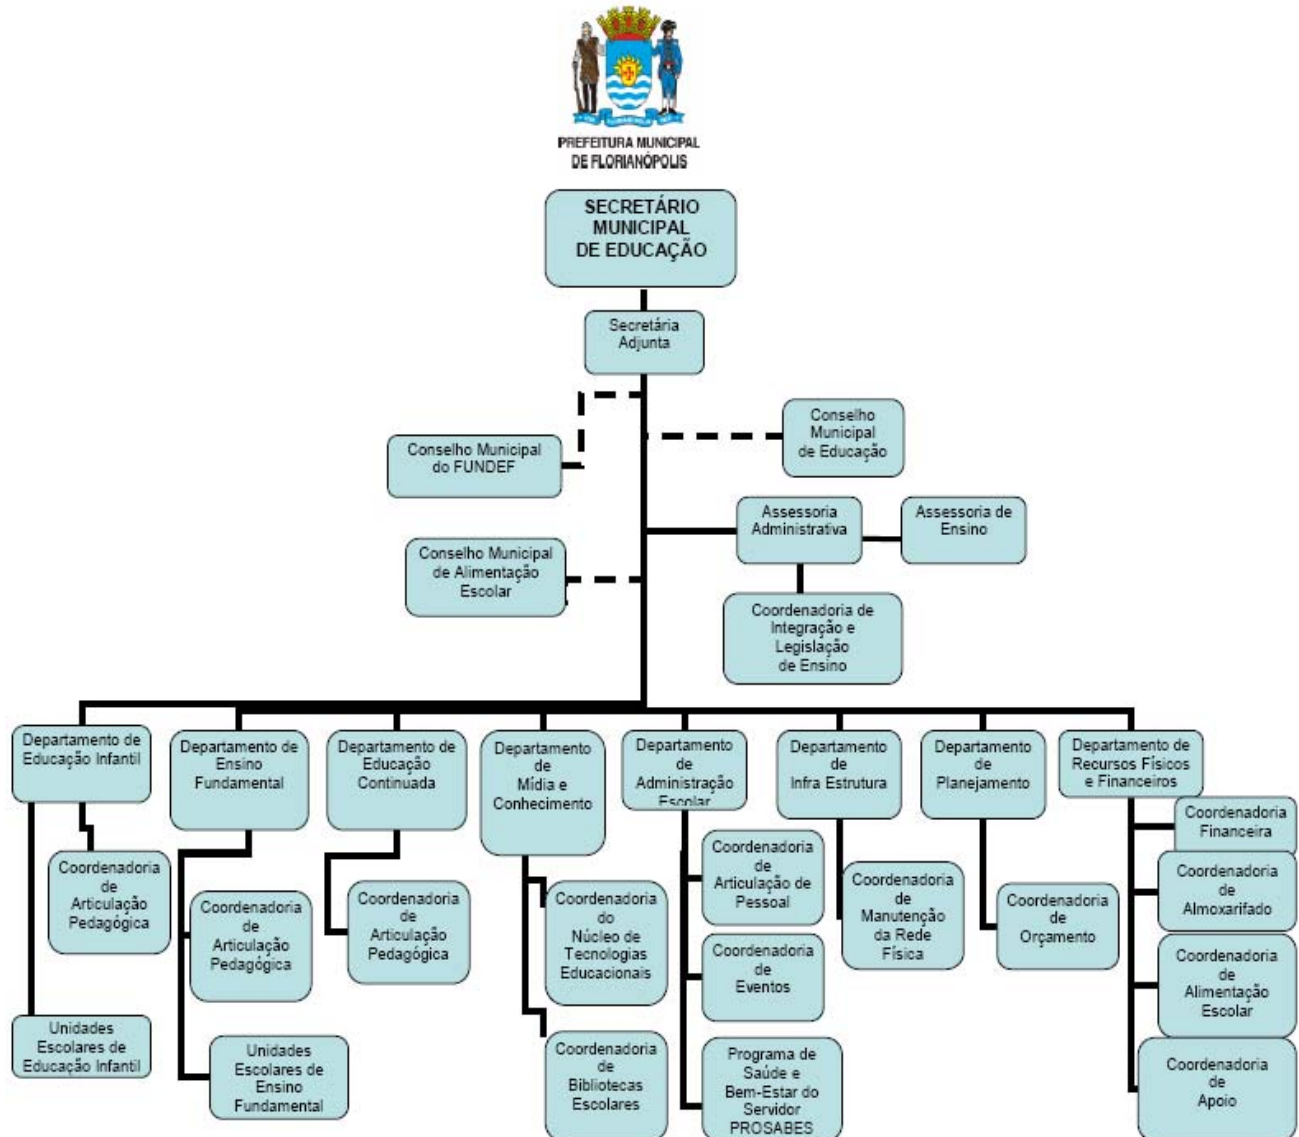 PREFEITURA MUNICIPAL
DE FLORIANÓPOLIS
SECRETÁRIO
MUNICIPAL
DE EDUCAÇÃO
Secretária
Adjunta
Conselho
Municipal
de Educação
Conselho Municipal
do FUNDEF
Assessoria
Administrativa
Assessoria de
Ensino
Conselho Municipal
de Alimentação
Escolar
Coordenadoria de
Integração e
Legislação
de Ensino
Departamento de
Educação Infantil
Departamento de
Ensino
Fundamental
Departamento de
Educação
Continuada
Departamento
de
Mídia e
Conhecimento
Departamento
de
Administração
Escolar
Departamento
de
Infra Estrutura
Departamento
de
Planejamento
Departamento de
Recursos Físicos
e Financeiros
Coordenadoria
de
Articulação
Pedagógica
Unidades
Escolares de
Educação Infantil
Coordenadoria
de
Articulação
Pedagógica
Unidades
Escolares de
Ensino
Fundamental
Coordenadoria
de
Articulação
Pedagógica
Coordenadoria
do
Núcleo de
Tecnologias
Educacionais
Coordenadoria
de
Bibliotecas
Escolares
Coordenadoria
de
Articulação de
Pessoal
Coordenadoria
de
Eventos
Programa de
Saúde e
Bem-Estar do
Servidor
PROSABES
Coordenadoria
de
Manutenção
da Rede
Física
Coordenadoria
de
Orçamento
Coordenadoria
Financeira
Coordenadoria
de
Almoxarifado
Coordenadoria
de
Alimentação
Escolar
Coordenadoria
de
Apoio